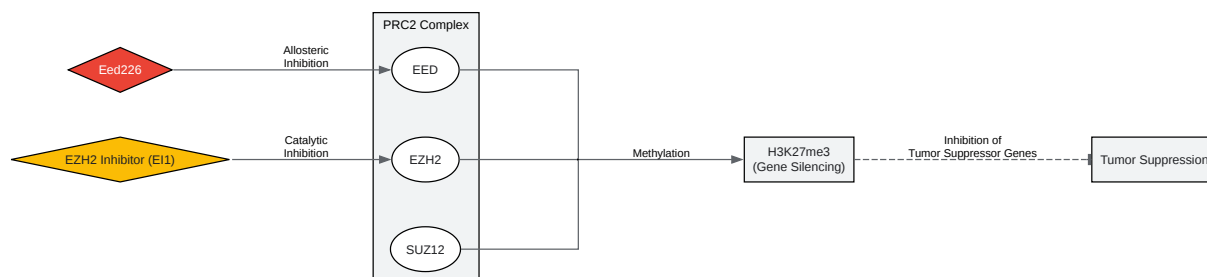 PRC2 Complex
Eed226
Allosteric
Inhibition
EED
EZH2 Inhibitor (EI1)
Catalytic
Inhibition
EZH2
Methylation
H3K27me3
(Gene Silencing)
Inhibition of
Tumor Suppressor Genes
Tumor Suppression
SUZ12